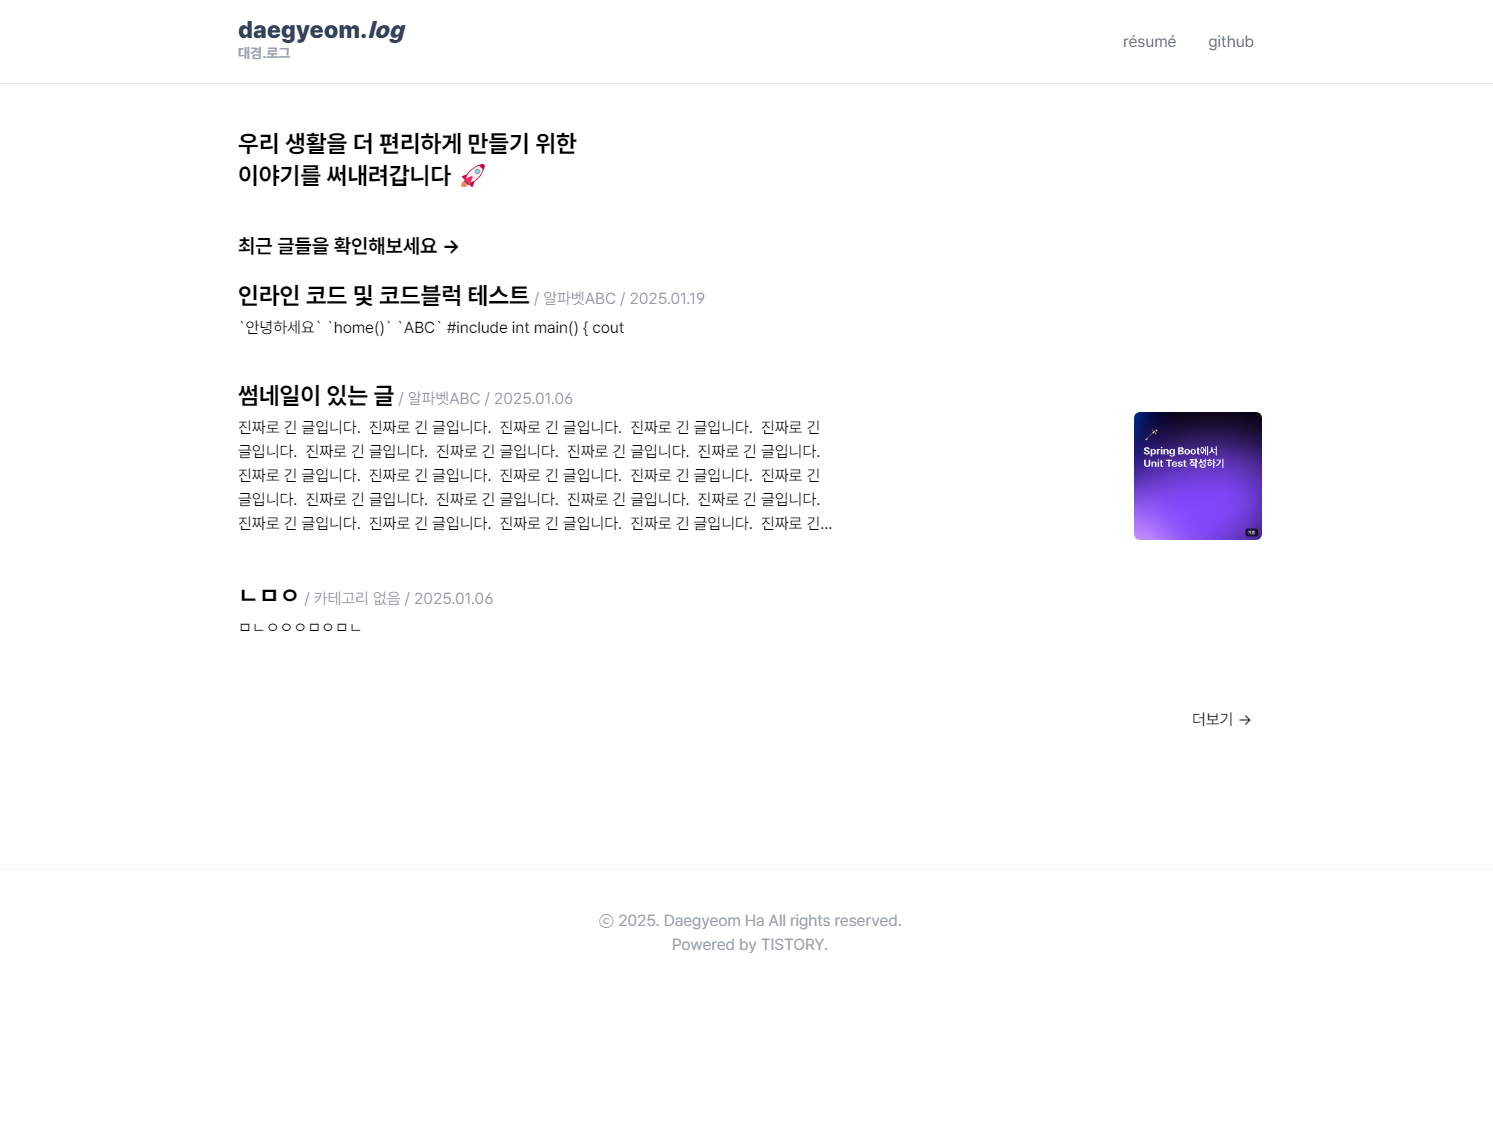 daegyeom.log
대겸.로그
résumé
github
우리 생활을 더 편리하게 만들기 위한
이야기를 써내려갑니다 🚀
최근 글들을 확인해보세요 →
인라인 코드 및 코드블럭 테스트 / 알파벳ABC / 2025.01.19
`안녕하세요` `home()` `ABC` #include int main() { cout
썸네일이 있는 글 / 알파벳ABC / 2025.01.06
진짜로 긴 글입니다.  진짜로 긴 글입니다.  진짜로 긴 글입니다.  진짜로 긴 글입니다.  진짜로 긴
글입니다.  진짜로 긴 글입니다.  진짜로 긴 글입니다.  진짜로 긴 글입니다.  진짜로 긴 글입니다.
진짜로 긴 글입니다.  진짜로 긴 글입니다.  진짜로 긴 글입니다.  진짜로 긴 글입니다.  진짜로 긴
글입니다.  진짜로 긴 글입니다.  진짜로 긴 글입니다.  진짜로 긴 글입니다.  진짜로 긴 글입니다.
진짜로 긴 글입니다.  진짜로 긴 글입니다.  진짜로 긴 글입니다.  진짜로 긴 글입니다.  진짜로 긴...
Spring Boot에서
Unit Test 작성하기
ㄴㅁㅇ / 카테고리 없음 / 2025.01.06
ㅁㄴㅇㅇㅇㅁㅇㅁㄴ
더보기 →
ⓒ 2025. Daegyeom Ha All rights reserved.
Powered by TISTORY.